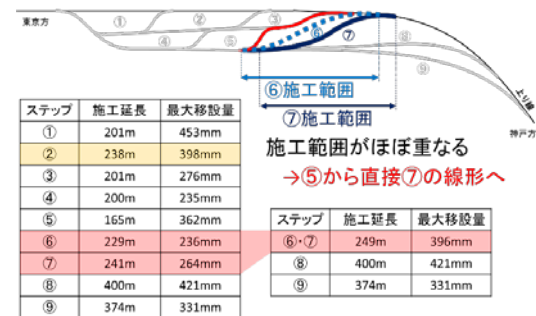 東京方
①
②
③
④
⑤
⑥
⑦
⑧
⑨
上り線
神戸方
⑥施工範囲
⑦施工範囲
施工範囲がほぼ重なる
→⑤から直接⑦の線形へ
ステップ 施工延長 最大移設量
① 201m 453mm
② 238m 398mm
③ 201m 276mm
④ 200m 235mm
⑤ 165m 362mm
⑥ 229m 236mm
⑦ 241m 264mm
⑧ 400m 421mm
⑨ 374m 331mm
ステップ 施工延長 最大移設量
⑥・⑦ 249m 396mm
⑧ 400m 421mm
⑨ 374m 331mm